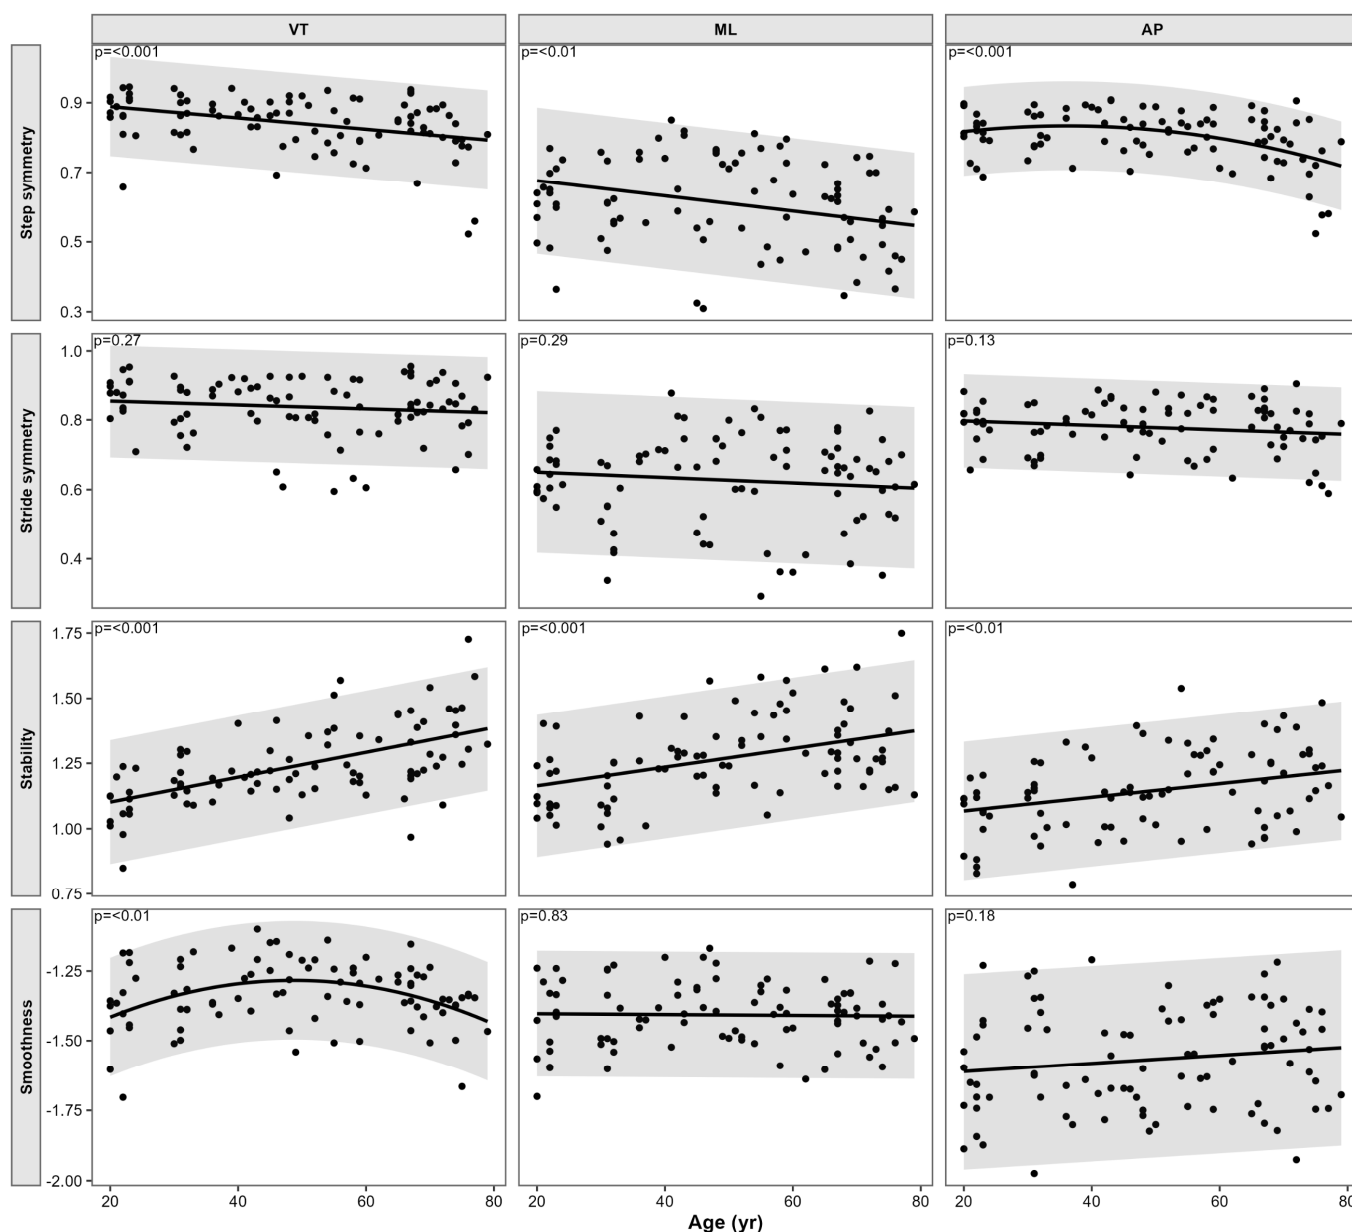 VT ML AP
Step symmetry
p=<0.001 p=<0.01 p=<0.001
0.9
0.7
0.5
0.3
Stride symmetry
p=0.27 p=0.29 p=0.13
1.0
0.8
0.6
0.4
Stability
p=<0.001 p=<0.001 p=<0.01
1.75
1.50
1.25
1.00
0.75
Smoothness
p=<0.01 p=0.83 p=0.18
-1.25
-1.50
-1.75
-2.00
20 40 60 80 20 40 60 80 20 40 60 80
Age (yr)